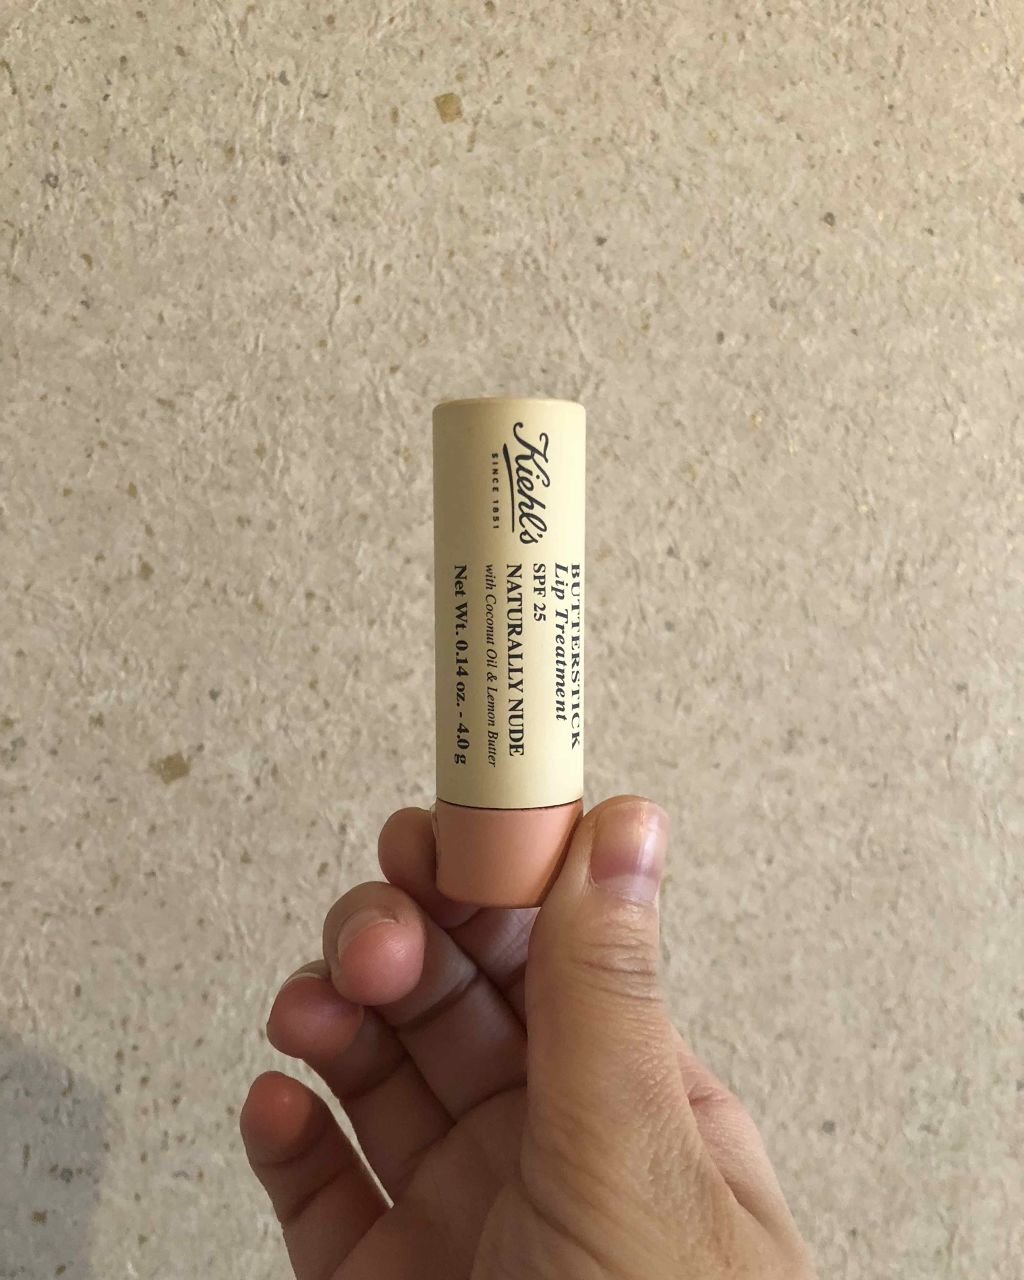 Kiehl's
SINCE 1851
BUTTERSTICK
Lip Treatment
SPF 25
NATURALLY NUDE
with Coconut Oil & Lemon Butter
Net Wt. 0.14 oz. - 4.0 g